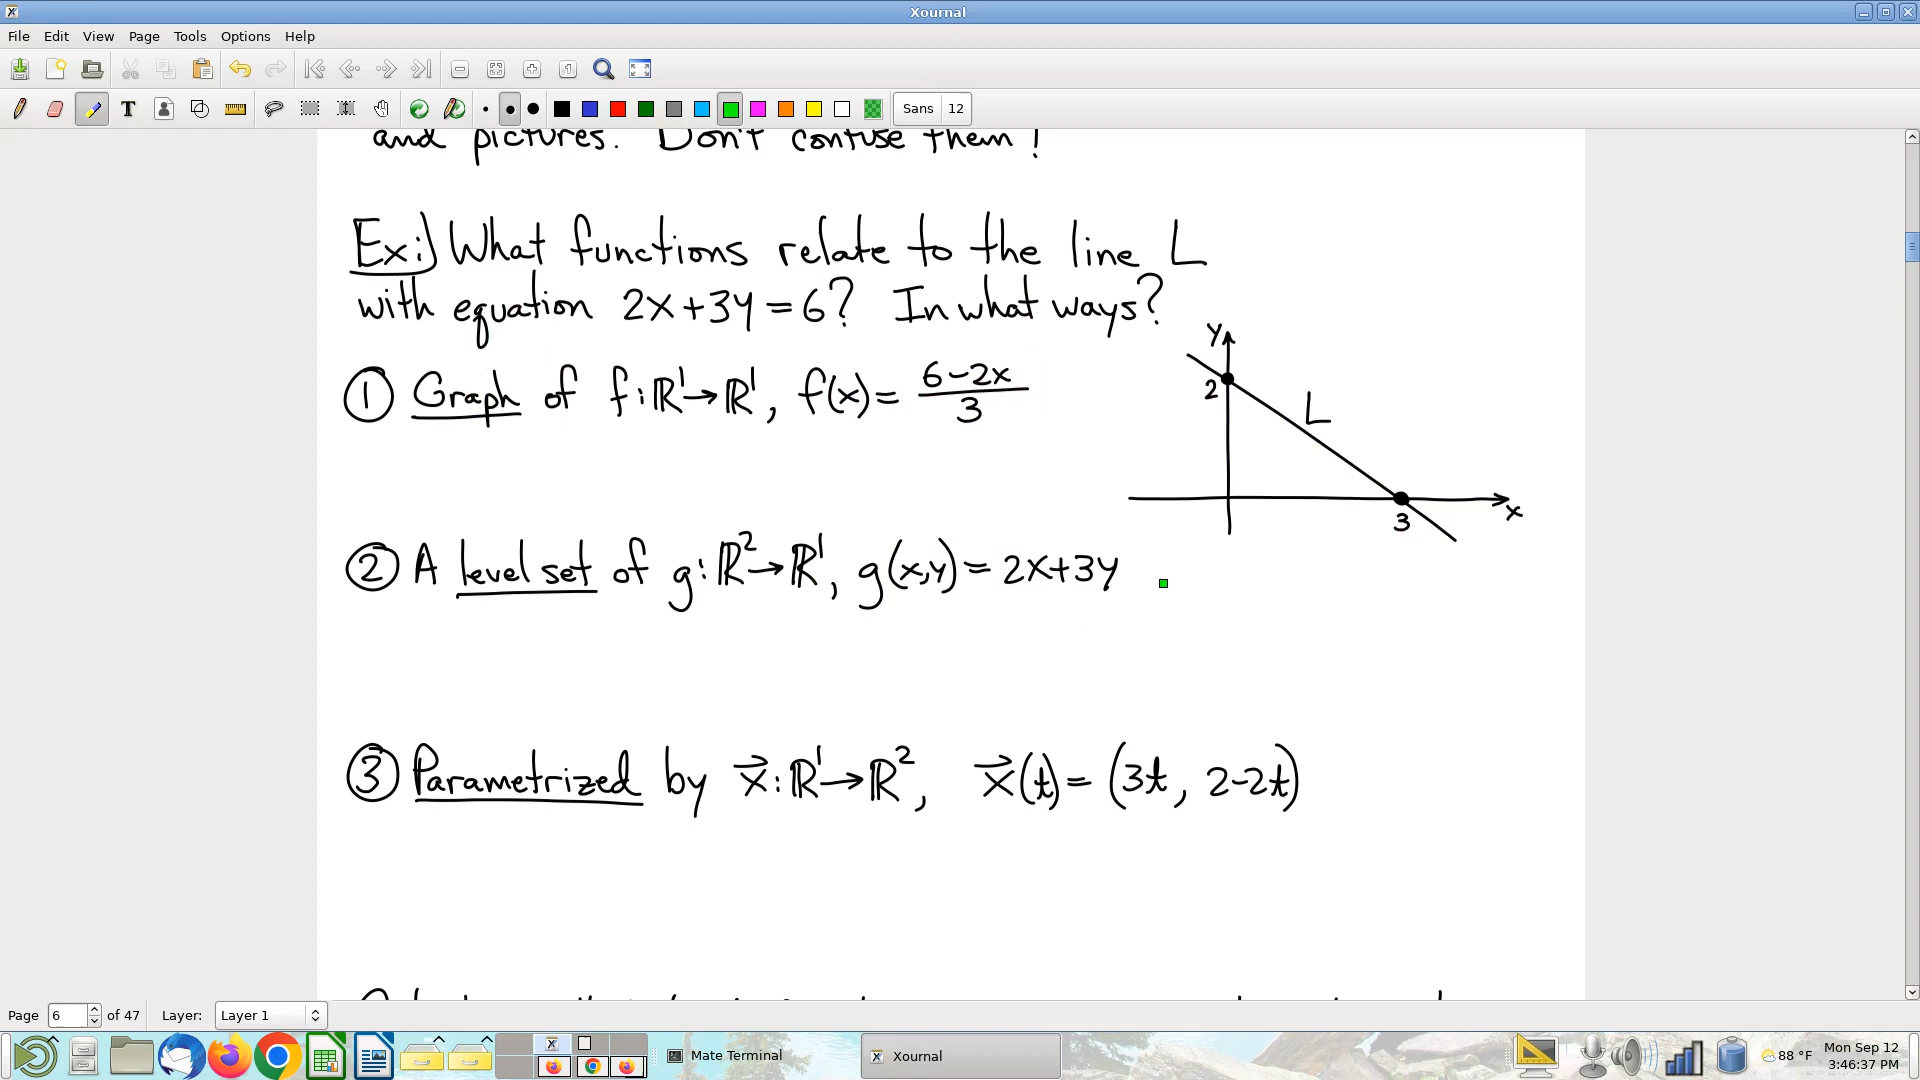 Xournal
File Edit View Page Tools Options Help
Sans 12
and pictures. Don't confuse them!
Ex: What functions relate to the line L
with equation 2x+3y=6? In what ways?
① Graph of f:ℝ¹→ℝ¹, f(x)= (6-2x)/3
y
2
L
3
x
② A level set of g:ℝ²→ℝ¹, g(x,y)= 2x+3y
③ Parametrized by x⃗:ℝ¹→ℝ², x⃗(t)= (3t, 2-2t)
Page 6 of 47 Layer: Layer 1
Mate Terminal
Xournal
88 °F
Mon Sep 12
3:46:37 PM